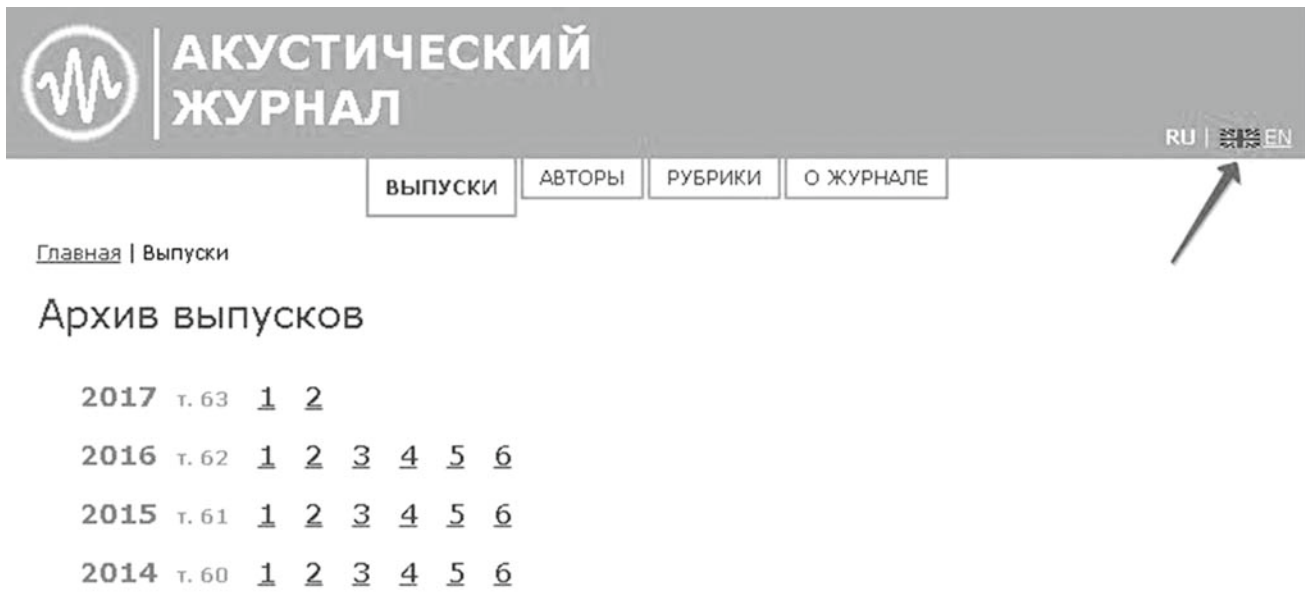 АКУСТИЧЕСКИЙ
ЖУРНАЛ
RU | EN
ВЫПУСКИ АВТОРЫ РУБРИКИ О ЖУРНАЛЕ
Главная | Выпуски
Архив выпусков
2017 т. 63 1 2
2016 т. 62 1 2 3 4 5 6
2015 т. 61 1 2 3 4 5 6
2014 т. 60 1 2 3 4 5 6